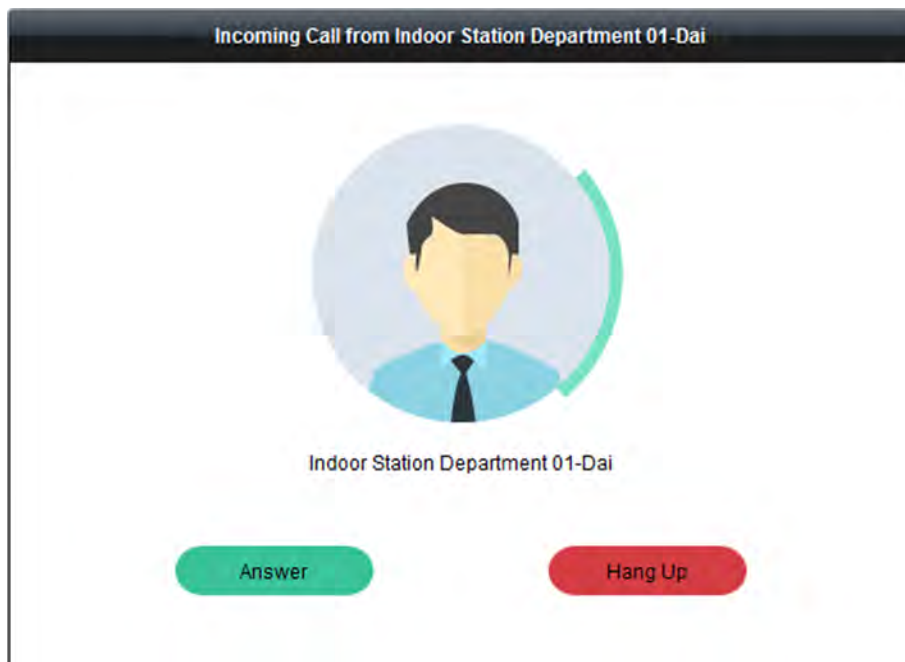 Incoming Call from Indoor Station Department 01-Dai
Indoor Station Department 01-Dai
Answer
Hang Up